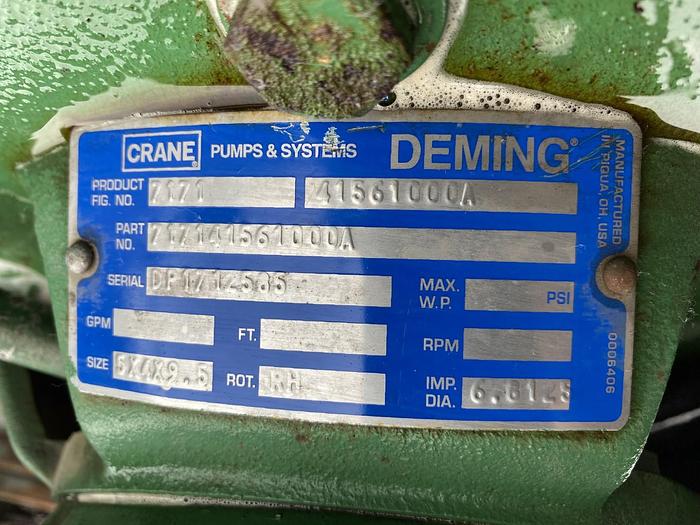 CRANE® PUMPS & SYSTEMS DEMING®
PRODUCT FIG. NO. 7171 41561000A
PART NO. 717141561000A
SERIAL DP1712585
MAX. W.P. PSI
GPM FT. RPM
SIZE 5X4X9.5 ROT. RH IMP. DIA. 6.8125
MANUFACTURED IN PIQUA, OH, USA
0006406